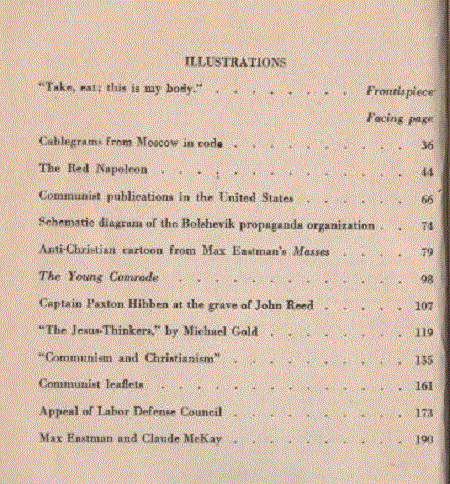 ILLUSTRATIONS
"Take, eat; this is my body." . . . . . . . . Frontispiece
Facing page
Cablegrams from Moscow in code . . . . . . . . . 36
The Red Napoleon . . . . . . . . . . . . 44
Communist publications in the United States . . . . . . 66
Schematic diagram of the Bolshevik propaganda organization . . 74
Anti-Christian cartoon from Max Eastman's Masses . . . . 79
The Young Comrade . . . . . . . . . . . 98
Captain Paxton Hibben at the grave of John Reed . . . . . 107
"The Jesus-Thinkers," by Michael Gold . . . . . . . 119
"Communism and Christianism" . . . . . . . . . 135
Communist leaflets . . . . . . . . . . . . 161
Appeal of Labor Defense Council . . . . . . . . . 173
Max Eastman and Claude McKay . . . . . . . . . 190